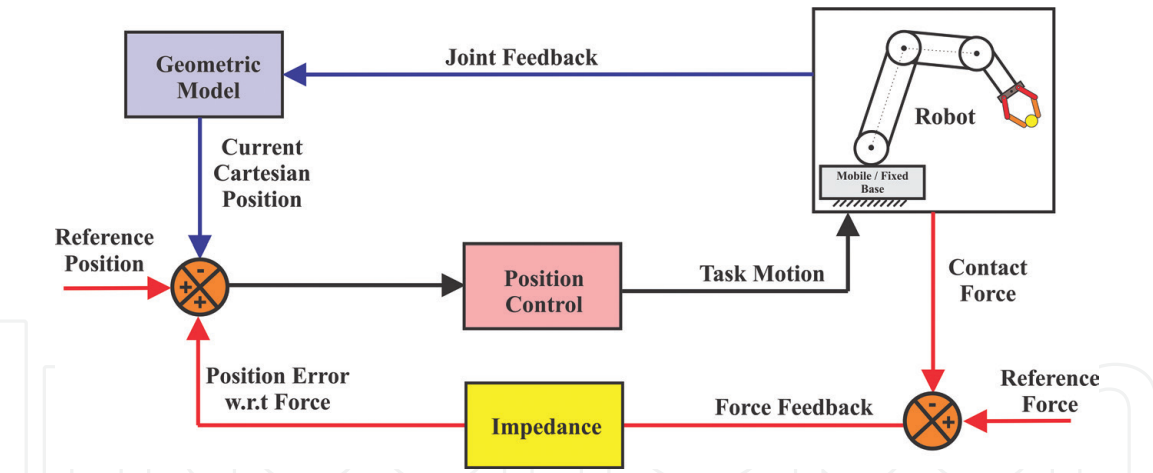 Geometric
Model
Joint Feedback
Robot
Mobile / Fixed
Base
Current
Cartesian
Position
Reference
Position
-
+
+
Position
Control
Task Motion
Contact
Force
Position Error
w.r.t Force
Impedance
Force Feedback
-
+
Reference
Force